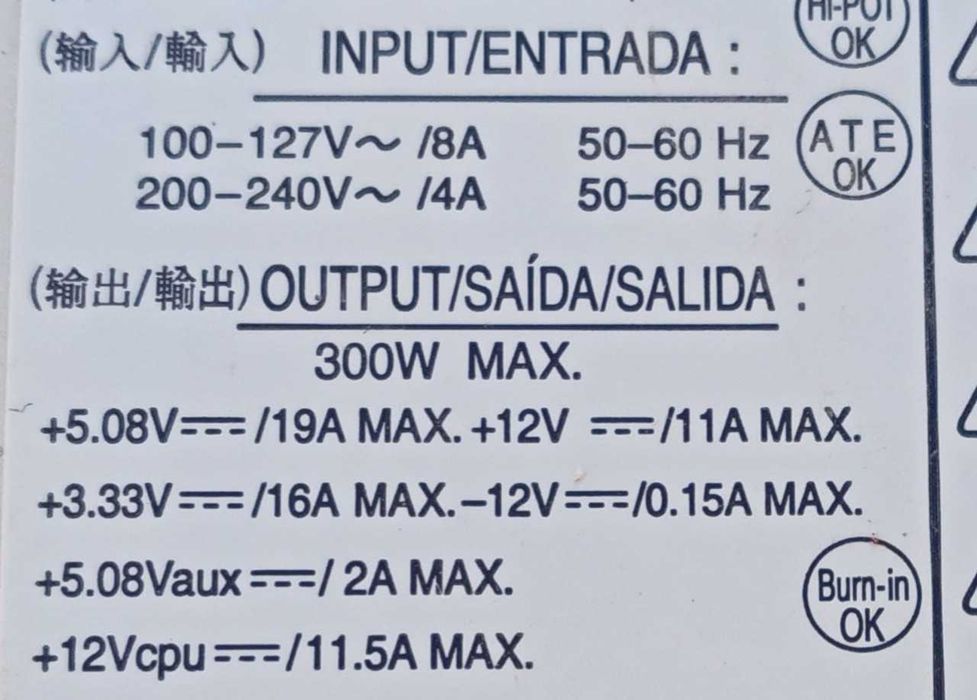 (输入/輸入) INPUT/ENTRADA :
HI-POT
OK
100–127V～ /8A 50–60 Hz
200–240V～ /4A 50–60 Hz
ATE
OK
(输出/輸出) OUTPUT/SAÍDA/SALIDA :
300W MAX.
+5.08V⎓/19A MAX. +12V ⎓/11A MAX.
+3.33V⎓/16A MAX. –12V⎓/0.15A MAX.
+5.08Vaux⎓/ 2A MAX.
+12Vcpu⎓/11.5A MAX.
Burn-in
OK